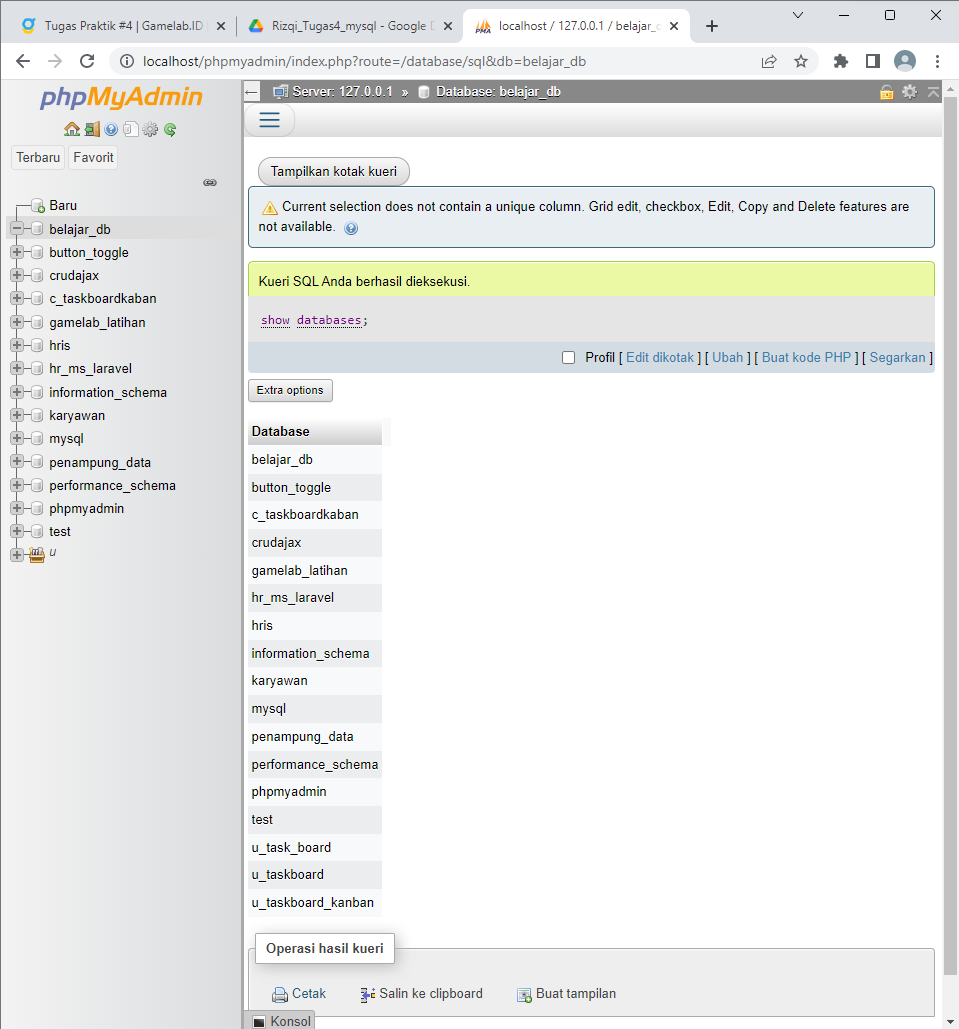 Tugas Praktik #4 | Gamelab.ID
Rizqi_Tugas4_mysql - Google D
localhost / 127.0.0.1 / belajar_d
localhost/phpmyadmin/index.php?route=/database/sql&db=belajar_db
phpMyAdmin
Terbaru
Favorit
Baru
belajar_db
button_toggle
crudajax
c_taskboardkaban
gamelab_latihan
hris
hr_ms_laravel
information_schema
karyawan
mysql
penampung_data
performance_schema
phpmyadmin
test
u
Server: 127.0.0.1 » Database: belajar_db
Tampilkan kotak kueri
Current selection does not contain a unique column. Grid edit, checkbox, Edit, Copy and Delete features are
not available.
Kueri SQL Anda berhasil dieksekusi.
show databases;
Profil [ Edit dikotak ] [ Ubah ] [ Buat kode PHP ] [ Segarkan ]
Extra options
Database
belajar_db
button_toggle
c_taskboardkaban
crudajax
gamelab_latihan
hr_ms_laravel
hris
information_schema
karyawan
mysql
penampung_data
performance_schema
phpmyadmin
test
u_task_board
u_taskboard
u_taskboard_kanban
Operasi hasil kueri
Cetak
Salin ke clipboard
Buat tampilan
Konsol